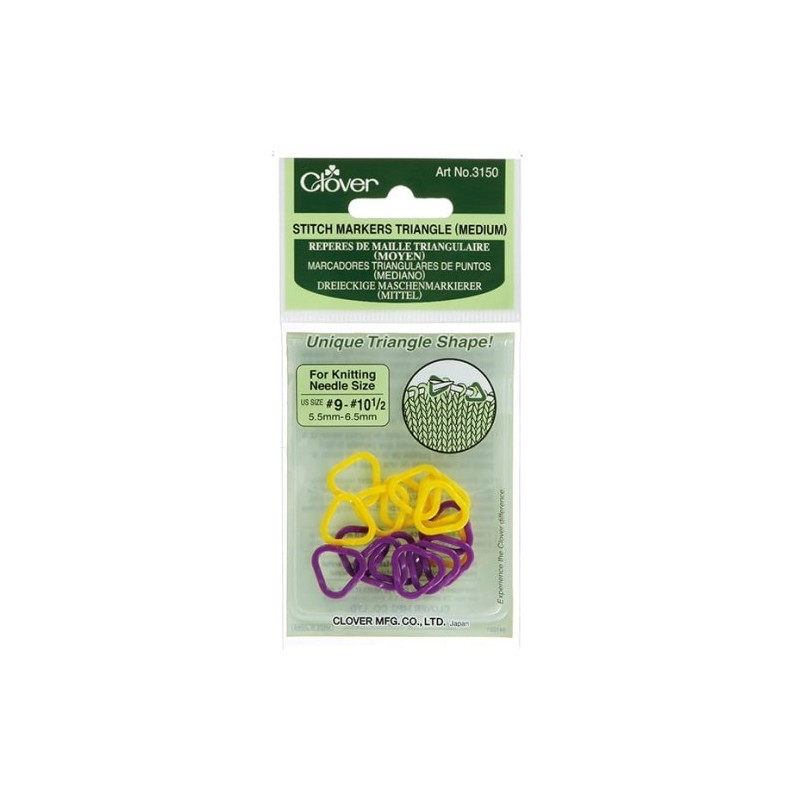 Clover
Art No.3150
STITCH MARKERS TRIANGLE (MEDIUM)
REPERES DE MAILLE TRIANGULAIRE
(MOYEN)
MARCADORES TRIANGULARES DE PUNTOS
(MEDIANO)
DREIECKIGE MASCHENMARKIERER
(MITTEL)
Unique Triangle Shape!
For Knitting
Needle Size
US SIZE #9-#10 1/2
5.5mm-6.5mm
Experience the Clover difference.
CLOVER MFG.CO.,LTD. Japan